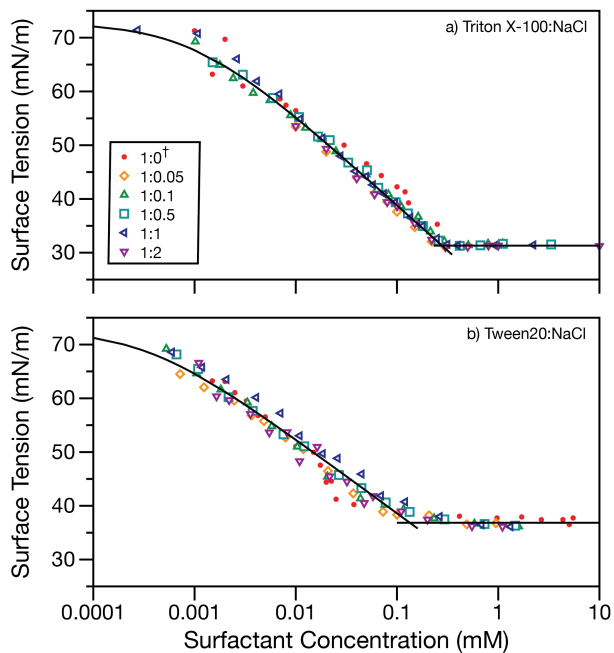 a) Triton X-100:NaCl
70
60
50
40
30
Surface Tension (mN/m)
1:0†
1:0.05
1:0.1
1:0.5
1:1
1:2
b) Tween20:NaCl
70
60
50
40
30
Surface Tension (mN/m)
0.0001 0.001 0.01 0.1 1 10
Surfactant Concentration (mM)